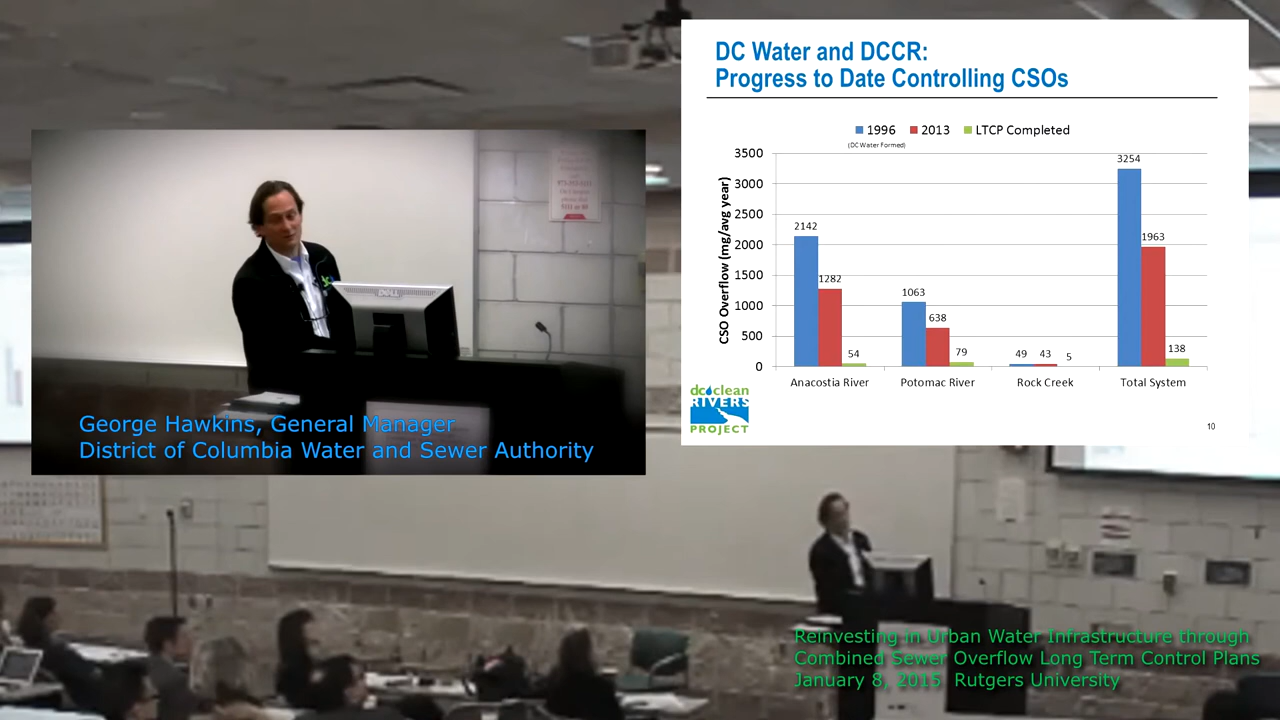 DC Water and DCCR:
Progress to Date Controlling CSOs
1996 2013 LTCP Completed
(DC Water Formed)
CSO Overflow (mg/avg year)
3500
3000
2500
2000
1500
1000
500
0
2142
1282
54
1063
638
79
49
43
5
3254
1963
138
Anacostia River Potomac River Rock Creek Total System
dc clean
RIVERS
PROJECT
10
DELL
George Hawkins, General Manager
District of Columbia Water and Sewer Authority
Reinvesting in Urban Water Infrastructure through
Combined Sewer Overflow Long Term Control Plans
January 8, 2015 Rutgers University